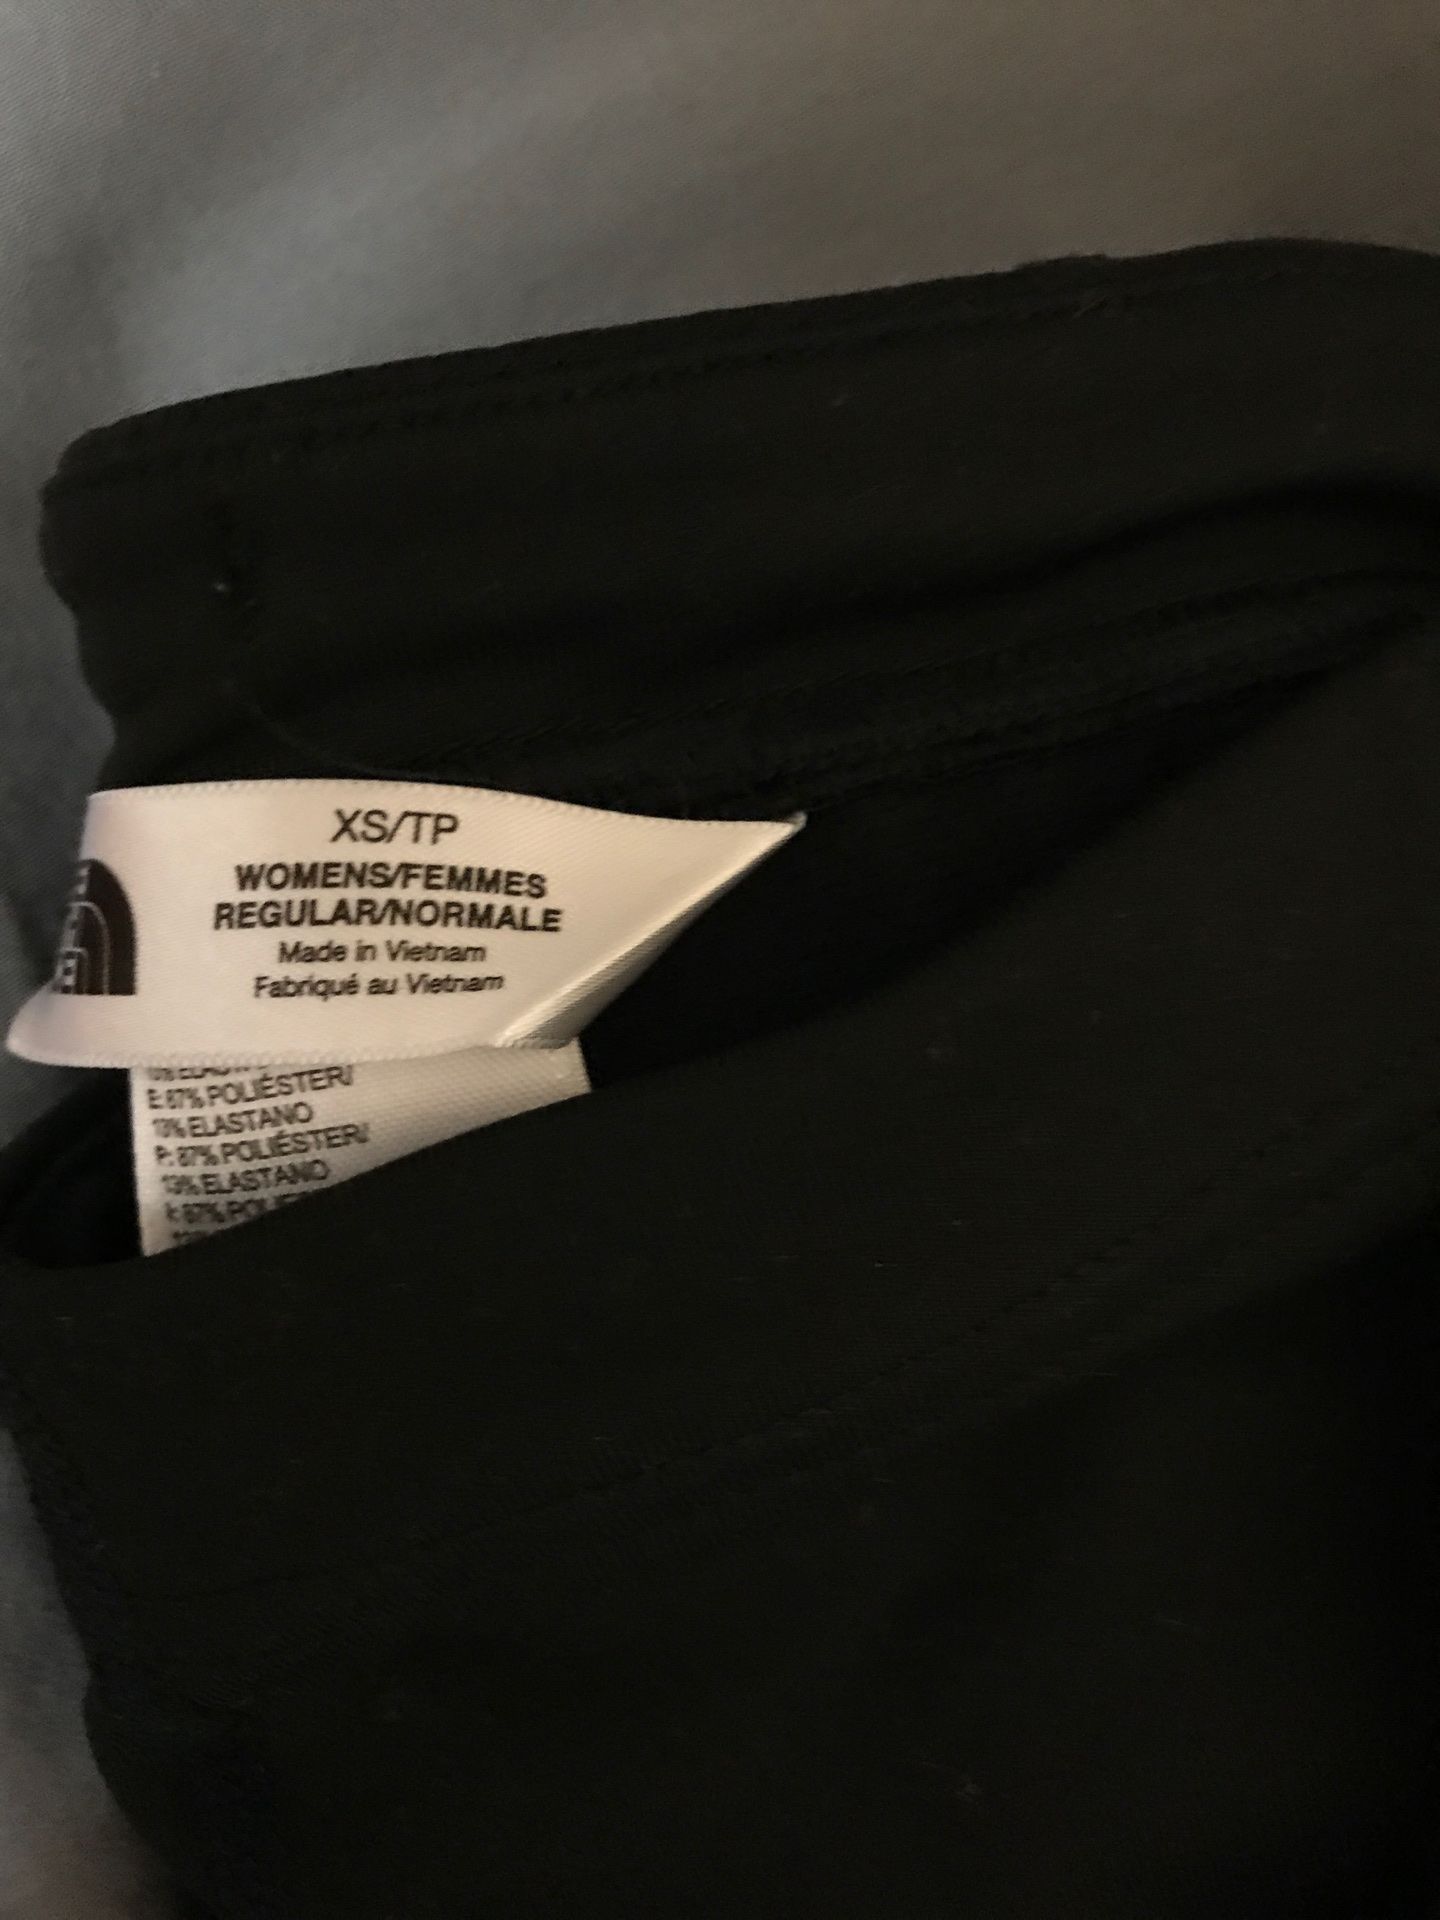 XS/TP
WOMENS/FEMMES
REGULAR/NORMALE
Made in Vietnam
Fabriqué au Vietnam
E: 87% POLIÉSTER/
13% ELASTANO
P: 87% POLIÉSTER/
13% ELASTANO
87%